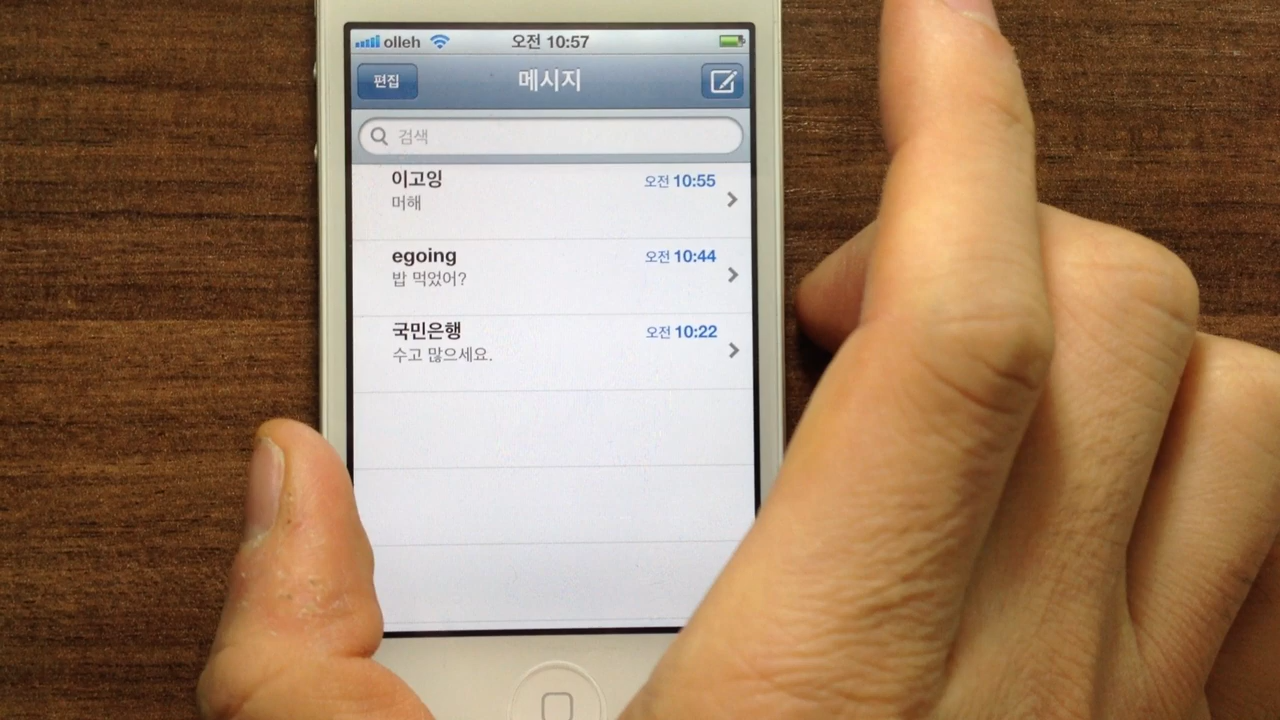 olleh 오전 10:57
편집 메시지
검색
이고잉 오전 10:55
머해
egoing 오전 10:44
밥 먹었어?
국민은행 오전 10:22
수고 많으세요.